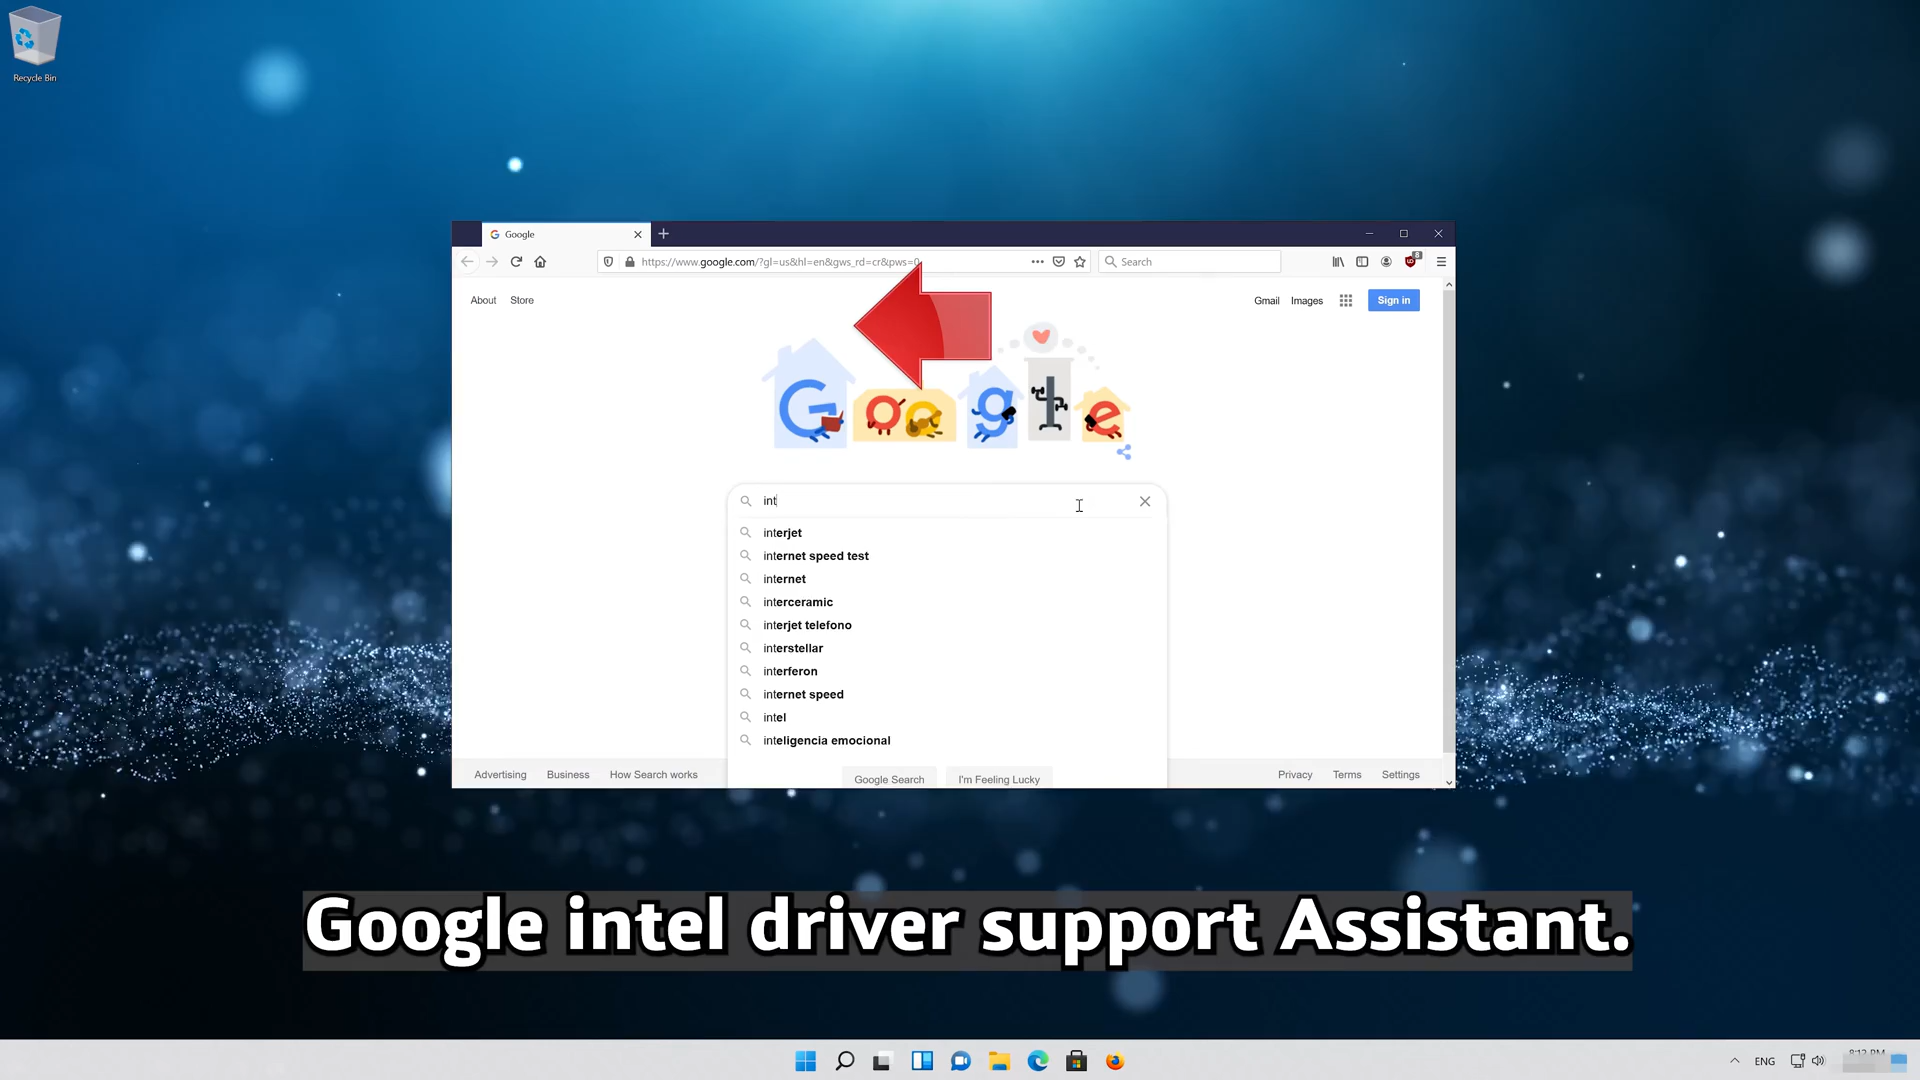 Recycle Bin
Google
https://www.google.com/?gl=us&hl=en&gws_rd=cr&pws=0
Search
About Store
Gmail Images Sign in
Google
int
interjet
internet speed test
internet
interceramic
interjet telefono
interstellar
interferon
internet speed
intel
inteligencia emocional
Google Search I'm Feeling Lucky
Advertising Business How Search works
Privacy Terms Settings
Google intel driver support Assistant.
ENG